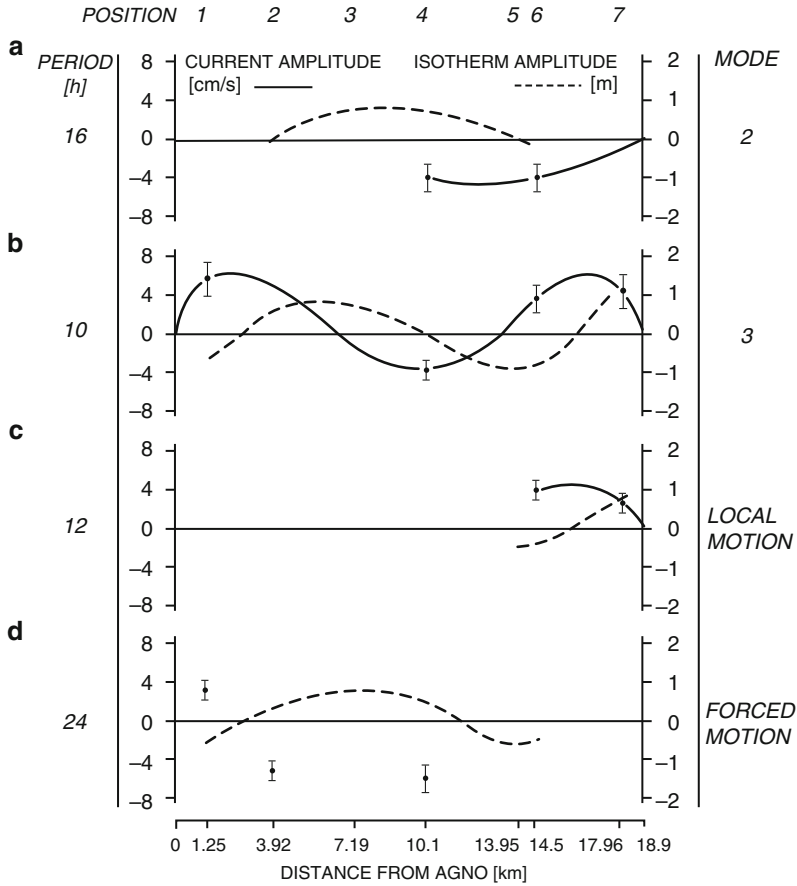 POSITION 1 2 3 4 5 6 7
a
PERIOD
[h]
CURRENT AMPLITUDE
[cm/s]
ISOTHERM AMPLITUDE
[m]
MODE
8 2
4 1
16 0 0 2
–4 –1
–8 –2
b
8 2
4 1
10 0 0 3
–4 –1
–8 –2
c
8 2
4 1
12 0 0 LOCAL
MOTION
–4 –1
–8 –2
d
8 2
4 1
24 0 0 FORCED
MOTION
–4 –1
–8 –2
0 1.25 3.92 7.19 10.1 13.95 14.5 17.96 18.9
DISTANCE FROM AGNO [km]